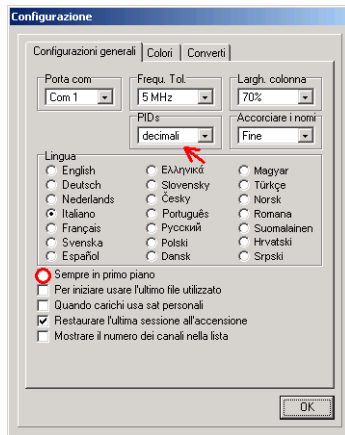 Configurazione
Configurazioni generali Colori Converti
Porta com Frequ. Tol. Largh. colonna
Com 1 5 MHz 70%
PIDs Accorciare i nomi
decimali Fine
Lingua
English Ελληνικά Magyar
Deutsch Slovensky Türkçe
Nederlands Česky Norsk
Italiano Português Romana
Français Русский Suomalainen
Svenska Polski Hrvatski
Español Dansk Srpski
Sempre in primo piano
Per iniziare usare l'ultimo file utilizzato
Quando carichi usa sat personali
Restaurare l'ultima sessione all'accensione
Mostrare il numero dei canali nella lista
OK